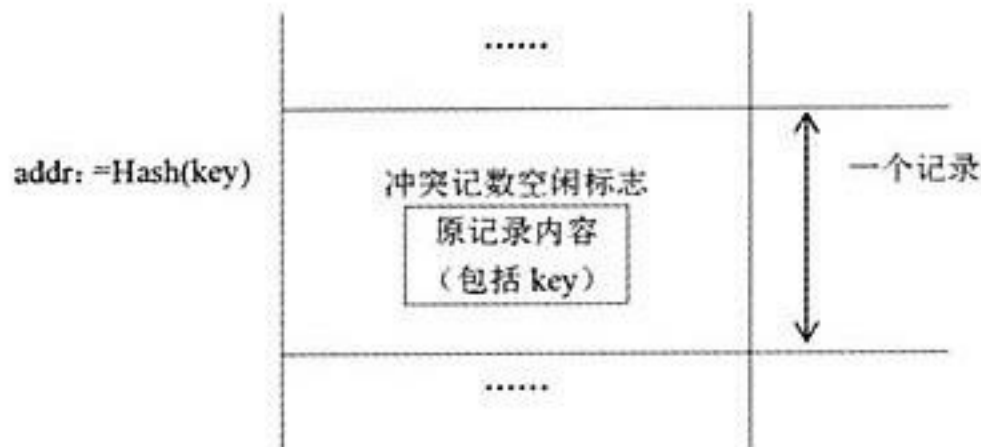 ……
addr: =Hash(key)
冲突记数空闲标志
一个记录
原记录内容
（包括 key）
……